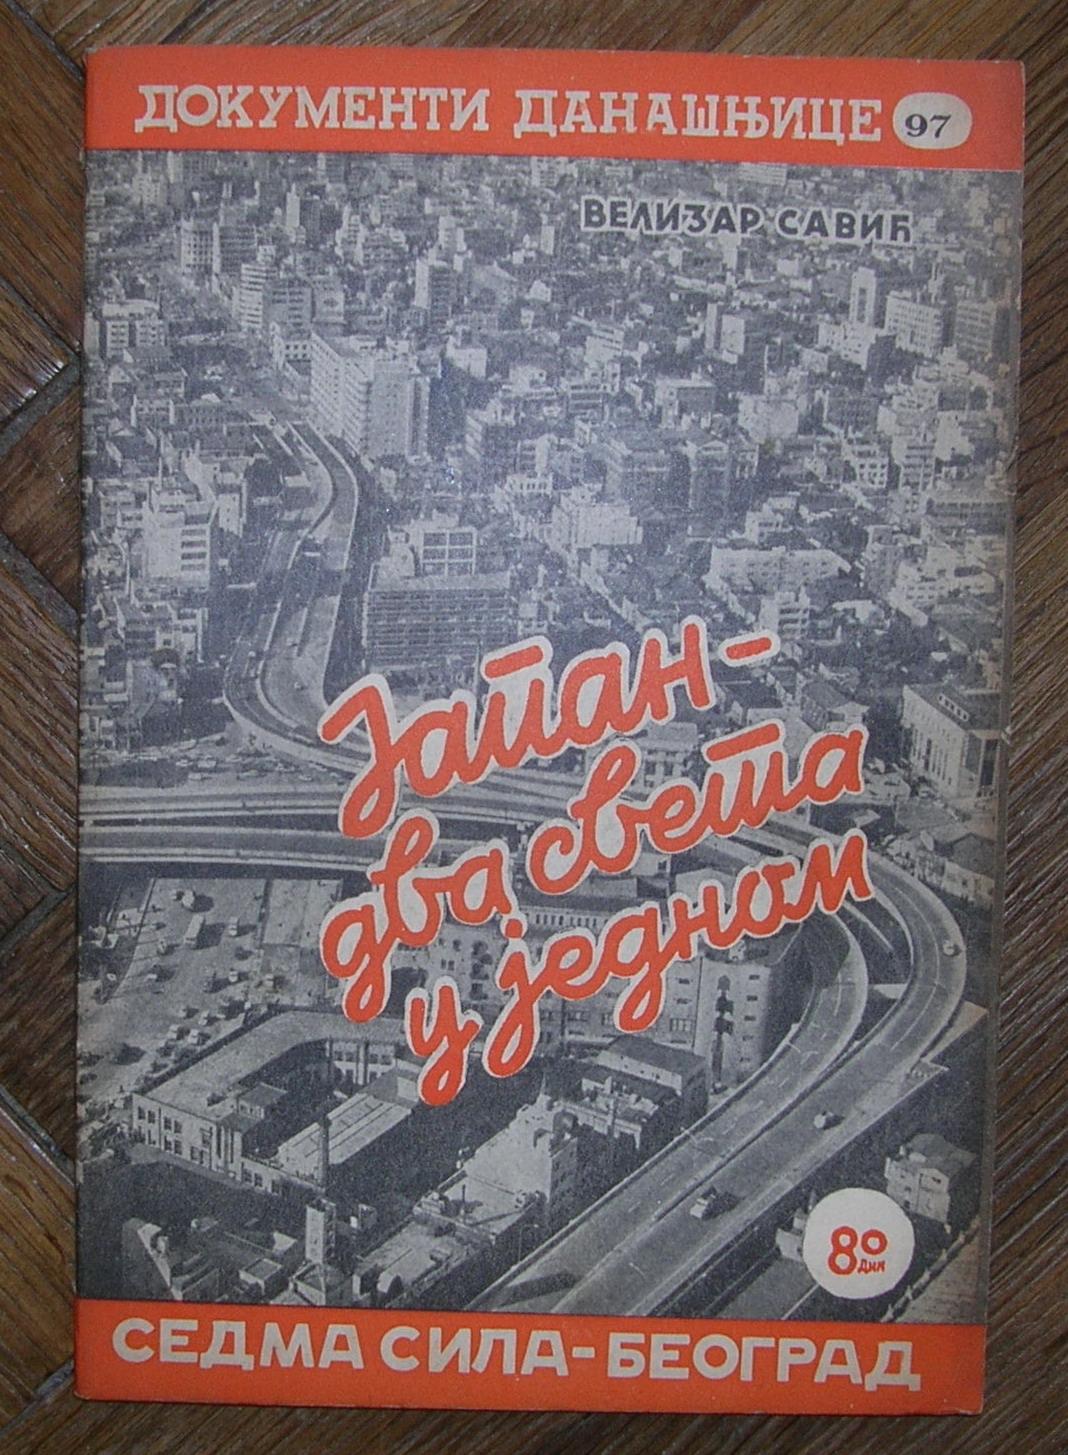 ДОКУМЕНТИ ДАНАШЊИЦЕ 97
ВЕЛИЗАР САВИЋ
Јапан -
два света
у једном
80 ДИН
СЕДМА СИЛА - БЕОГРАД